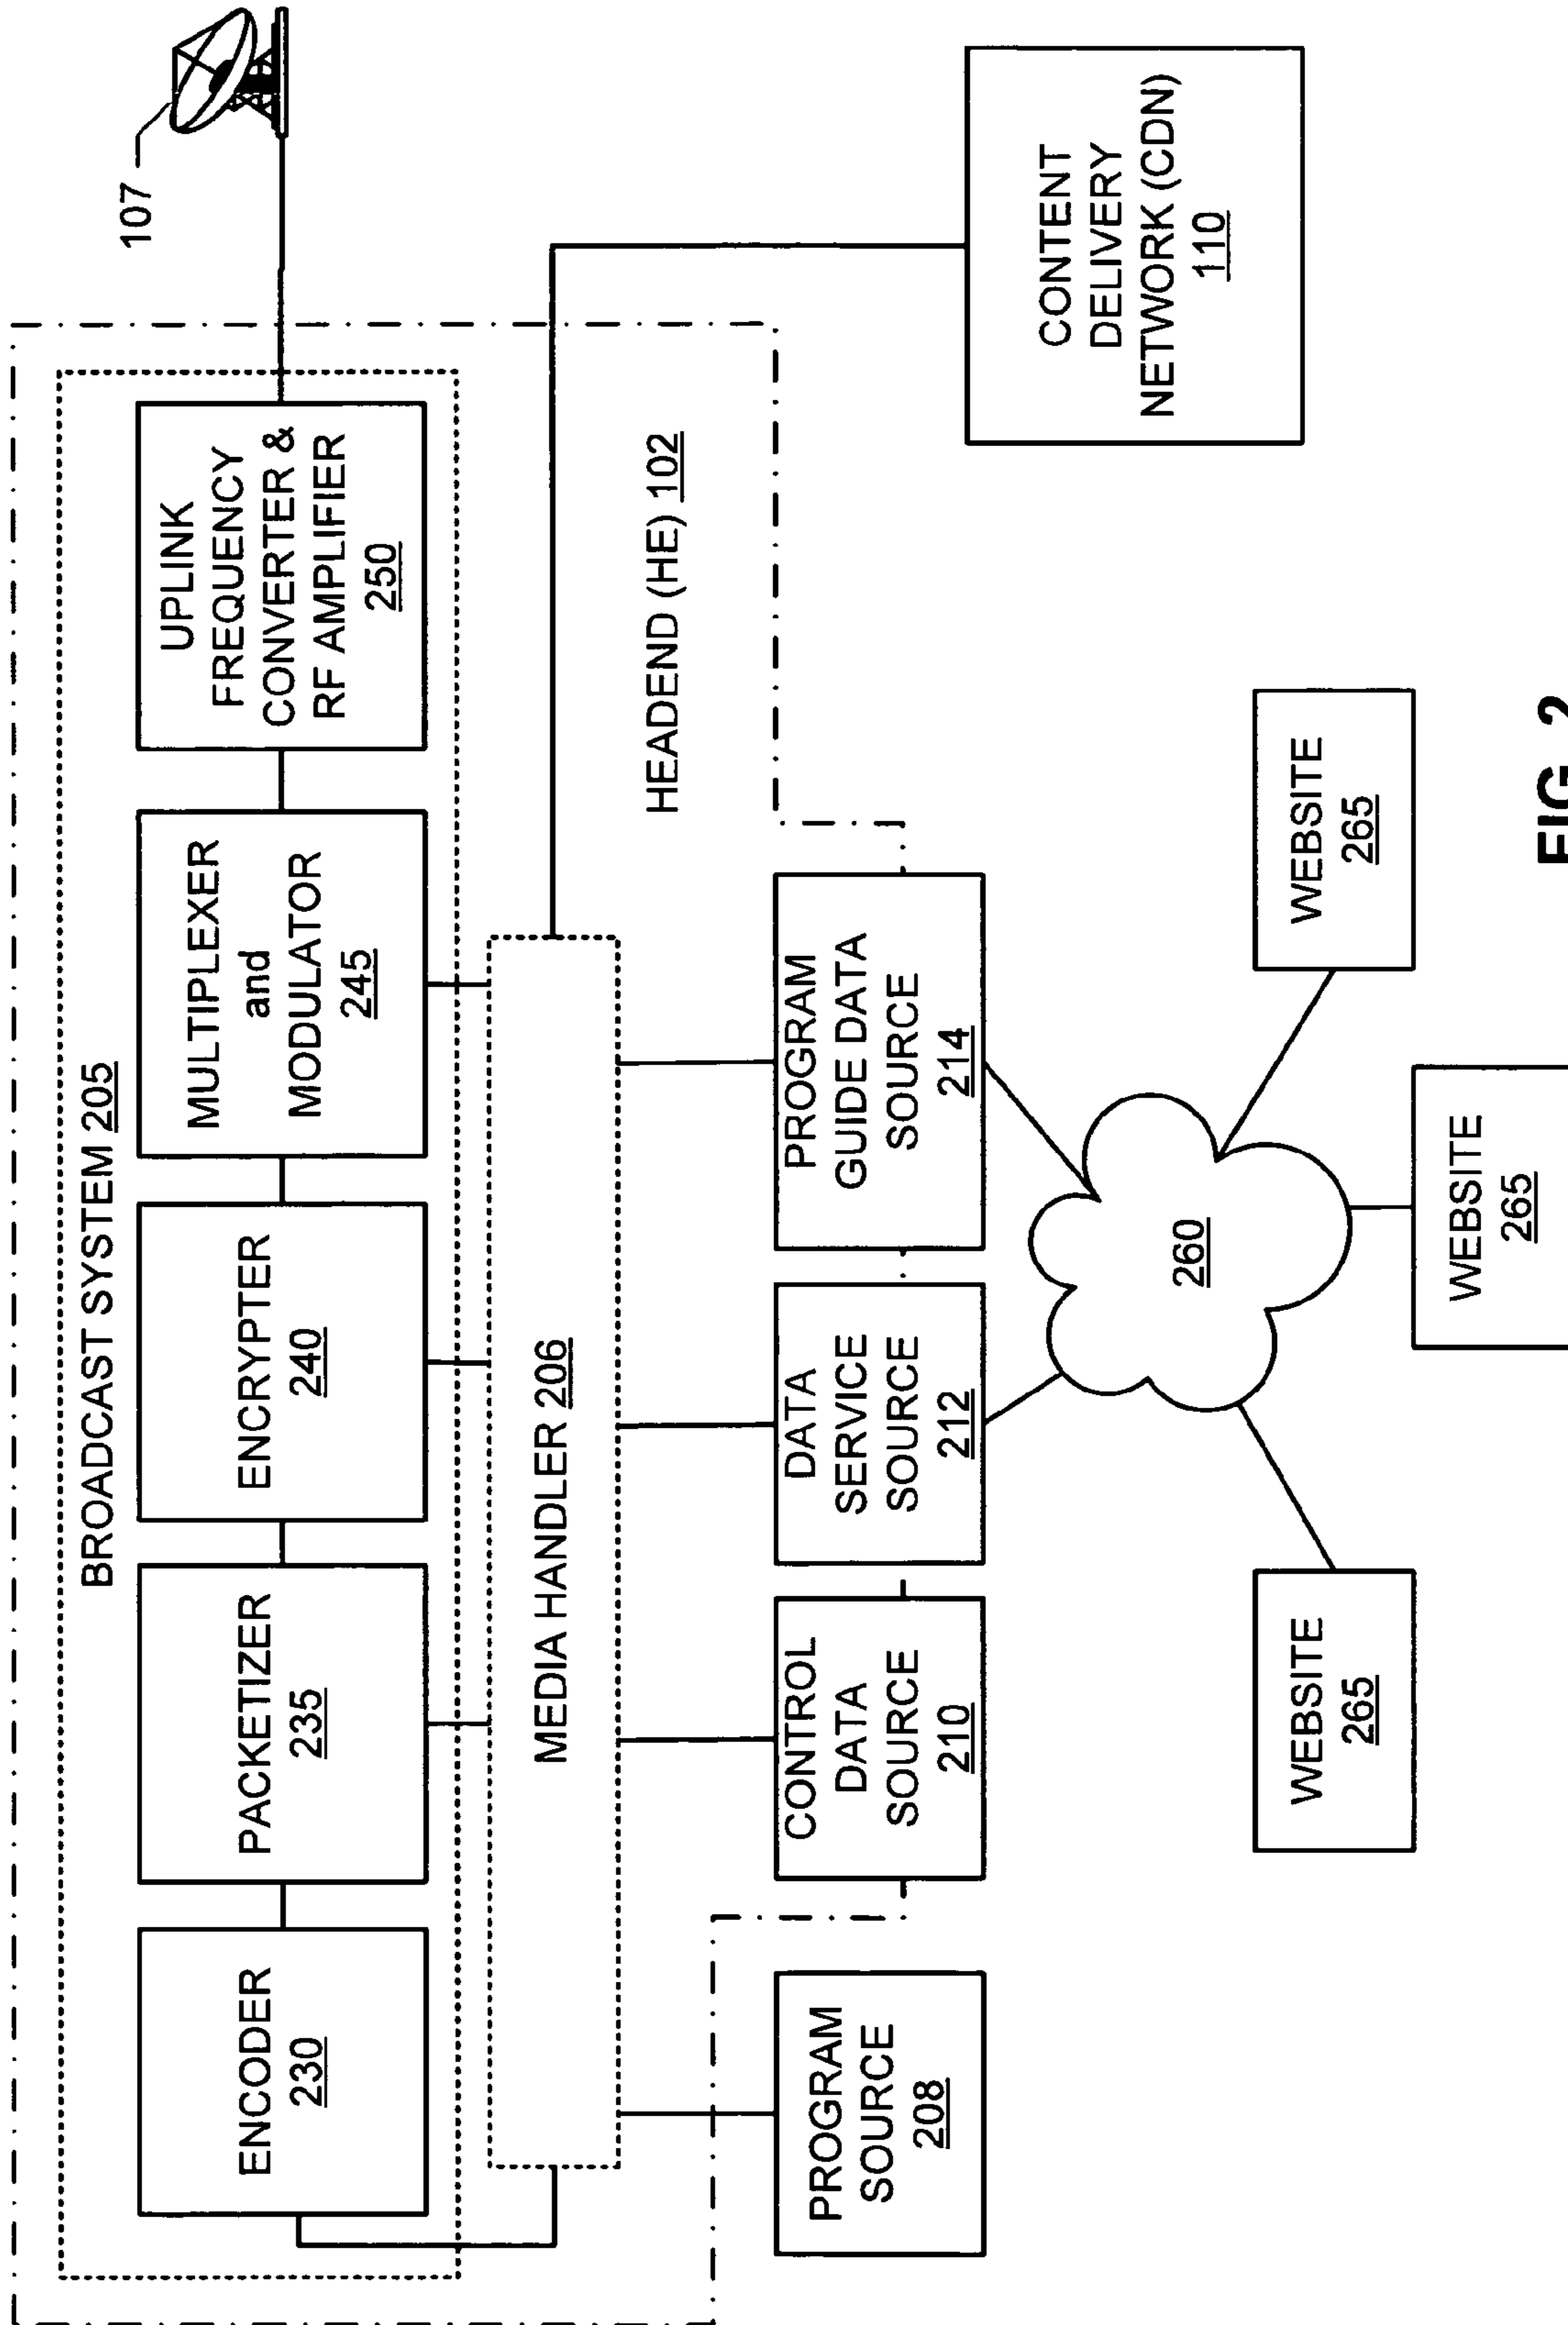 107
BROADCAST SYSTEM 205
ENCODER
230
PACKETIZER
235
ENCRYPTER
240
MULTIPLEXER
and
MODULATOR
245
UPLINK
FREQUENCY
CONVERTER &
RF AMPLIFIER
250
MEDIA HANDLER 206
HEADEND (HE) 102
PROGRAM
SOURCE
208
CONTROL
DATA
SOURCE
210
DATA
SERVICE
SOURCE
212
PROGRAM
GUIDE DATA
SOURCE
214
CONTENT
DELIVERY
NETWORK (CDN)
110
260
WEBSITE
265
WEBSITE
265
WEBSITE
265
FIG. 2